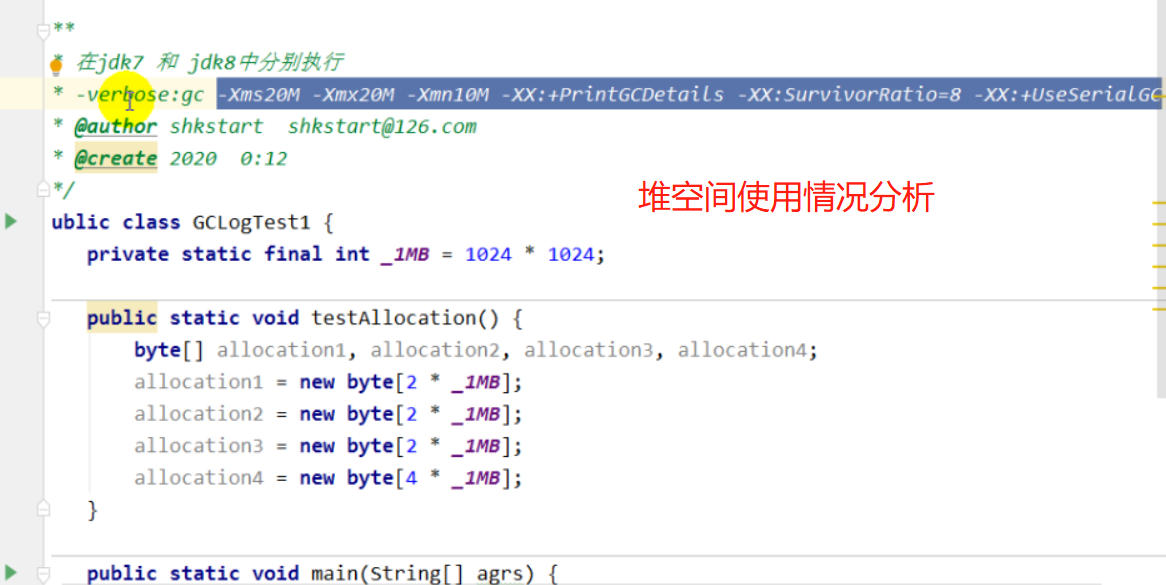 **
* 在jdk7 和 jdk8中分别执行
* -verbose:gc -Xms20M -Xmx20M -Xmn10M -XX:+PrintGCDetails -XX:SurvivorRatio=8 -XX:+UseSerialGC
* @author shkstart  shkstart@126.com
* @create 2020  0:12
*/
堆空间使用情况分析
ublic class GCLogTest1 {
private static final int _1MB = 1024 * 1024;
public static void testAllocation() {
byte[] allocation1, allocation2, allocation3, allocation4;
allocation1 = new byte[2 * _1MB];
allocation2 = new byte[2 * _1MB];
allocation3 = new byte[2 * _1MB];
allocation4 = new byte[4 * _1MB];
}
public static void main(String[] agrs) {